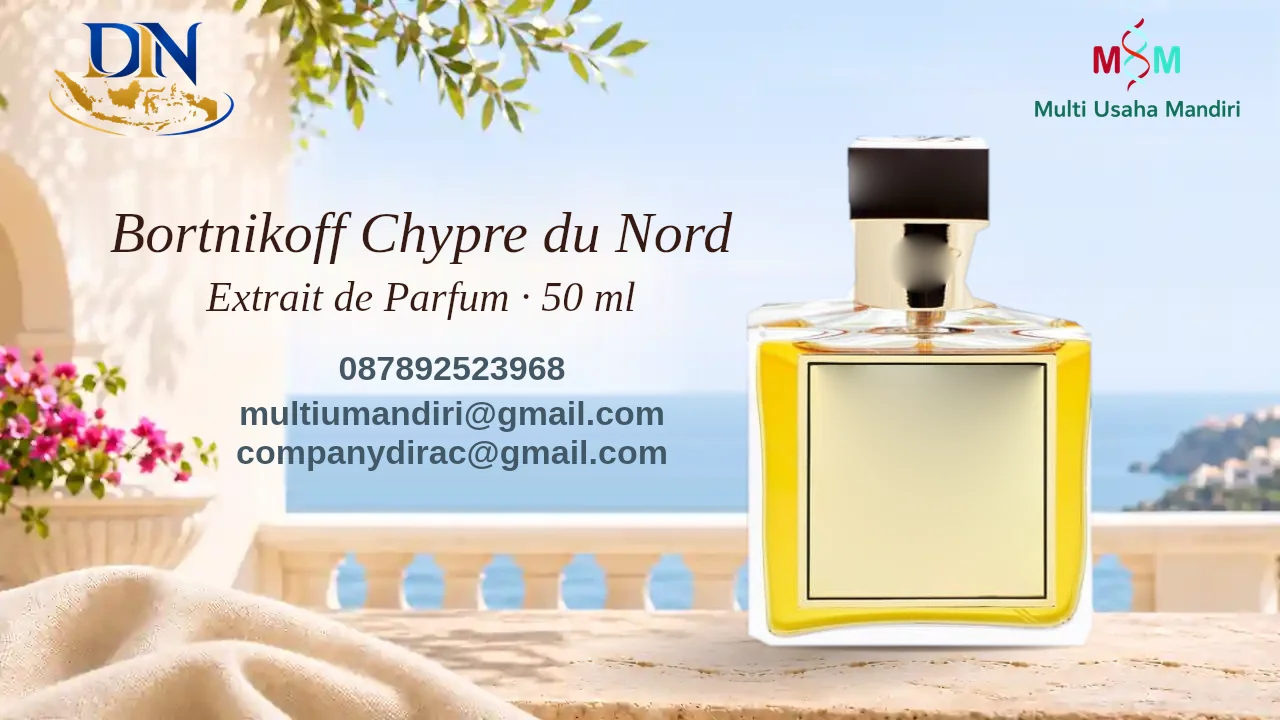 DIN
MSM
Multi Usaha Mandiri
Bortnikoff Chypre du Nord
Extrait de Parfum · 50 ml
087892523968
multiumandiri@gmail.com
companydirac@gmail.com